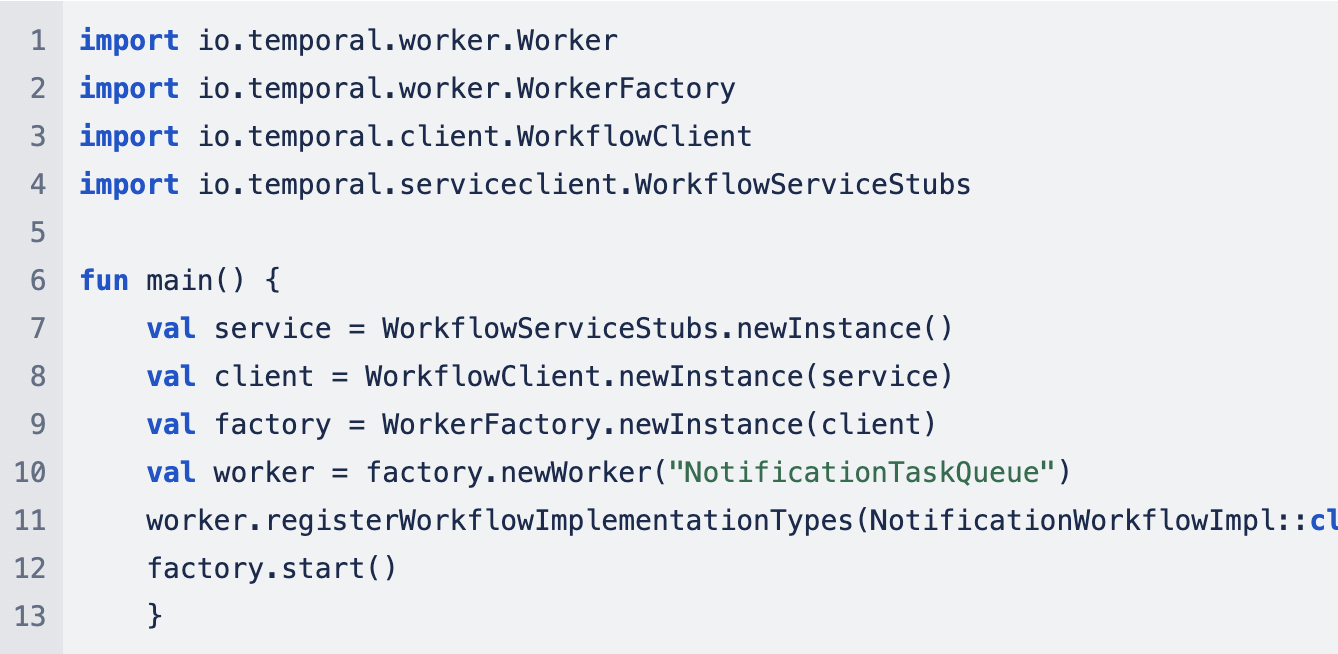 1 import io.temporal.worker.Worker
2 import io.temporal.worker.WorkerFactory
3 import io.temporal.client.WorkflowClient
4 import io.temporal.serviceclient.WorkflowServiceStubs
5
6 fun main() {
7     val service = WorkflowServiceStubs.newInstance()
8     val client = WorkflowClient.newInstance(service)
9     val factory = WorkerFactory.newInstance(client)
10     val worker = factory.newWorker("NotificationTaskQueue")
11     worker.registerWorkflowImplementationTypes(NotificationWorkflowImpl::cl
12     factory.start()
13     }